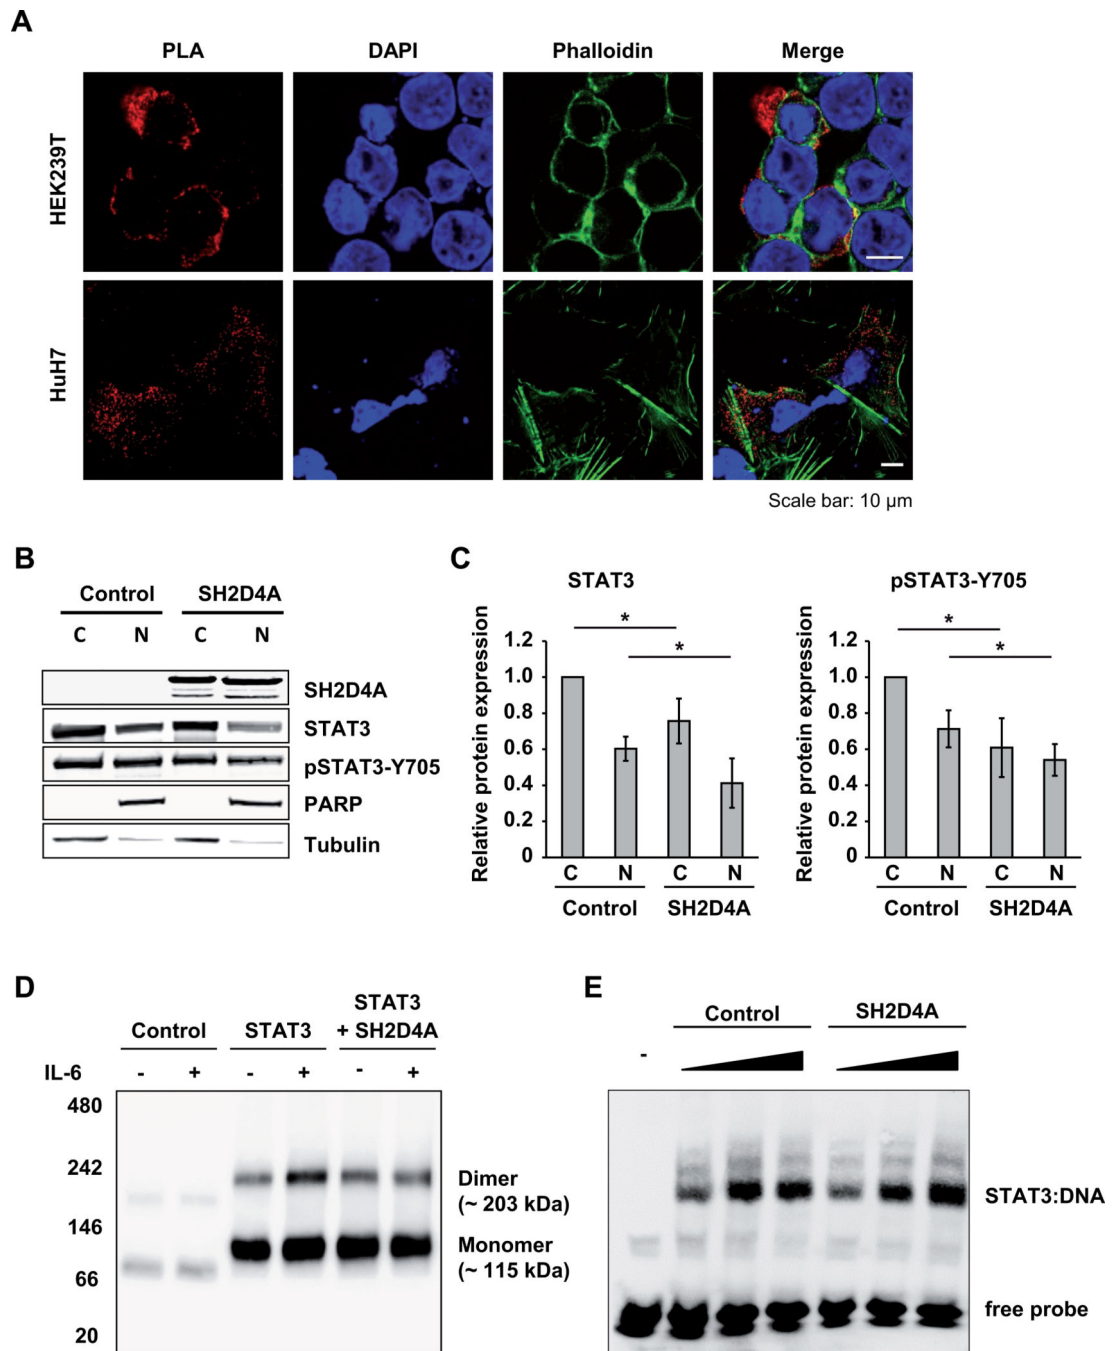 A
PLA DAPI Phalloidin Merge
HEK239T
HuH7
Scale bar: 10 µm
B
Control SH2D4A
C N C N
SH2D4A
STAT3
pSTAT3-Y705
PARP
Tubulin
C
STAT3
Relative protein expression
1.2
1.0
0.8
0.6
0.4
0.2
0
* *
C N C N
Control SH2D4A
pSTAT3-Y705
Relative protein expression
1.2
1.0
0.8
0.6
0.4
0.2
0
* *
C N C N
Control SH2D4A
D
Control STAT3 STAT3
+ SH2D4A
IL-6 - + - + - +
480
242
146
66
20
Dimer
(~ 203 kDa)
Monomer
(~ 115 kDa)
E
- Control SH2D4A
STAT3:DNA
free probe